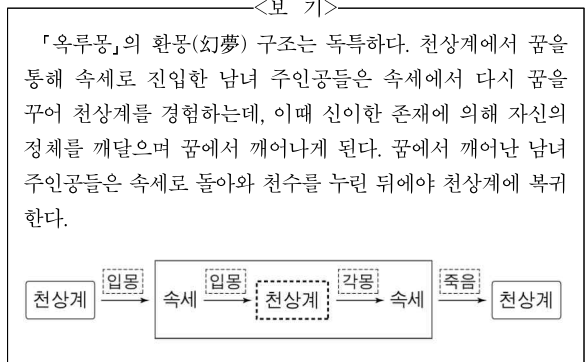 <보 기>
「옥루몽」의 환몽(幻夢) 구조는 독특하다. 천상계에서 꿈을
통해 속세로 진입한 남녀 주인공들은 속세에서 다시 꿈을
꾸어 천상계를 경험하는데, 이때 신이한 존재에 의해 자신의
정체를 깨달으며 꿈에서 깨어나게 된다. 꿈에서 깨어난 남녀
주인공들은 속세로 돌아와 천수를 누린 뒤에야 천상계에 복귀
한다.
입몽 입몽 각몽 죽음
천상계 속세 천상계 속세 천상계